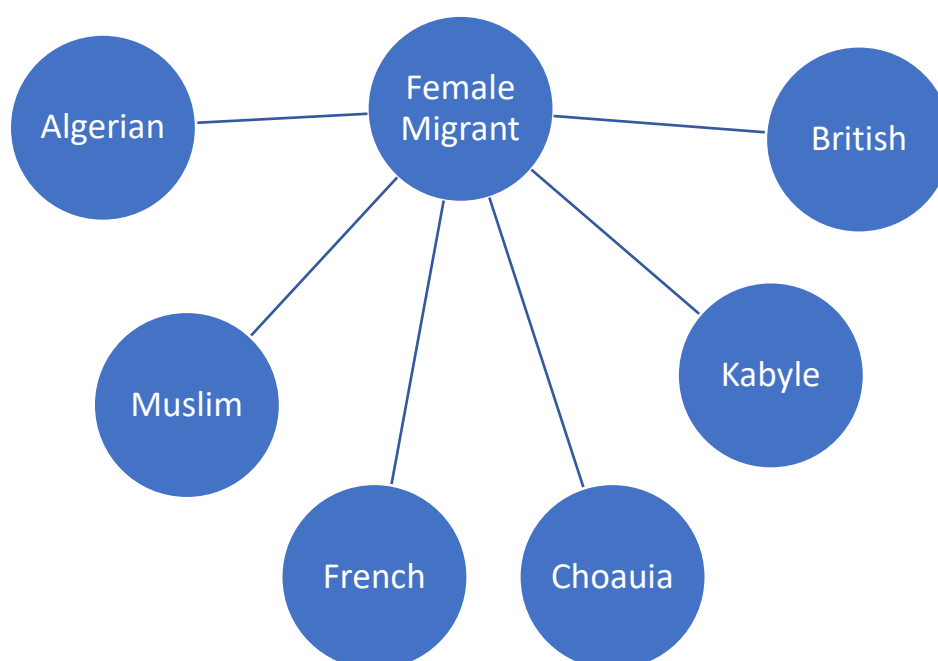 Female
Migrant
Algerian
British
Muslim
Kabyle
French
Choauia